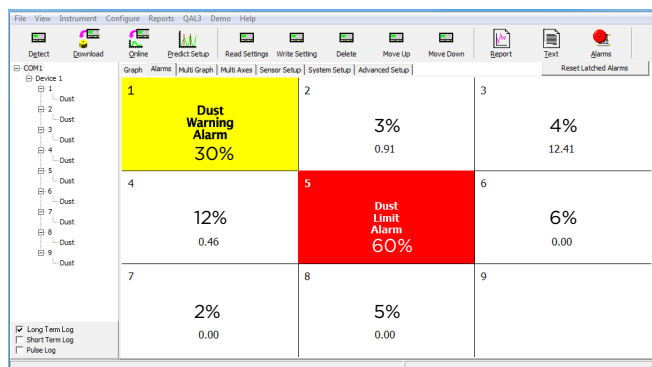 File View Instrument Configure Reports QAL3 Demo Help
Detect Download Online Predict Setup Read Settings Write Setting Delete Move Up Move Down Report Text Alarms
COM1
Device 1
1
Dust
2
Dust
3
Dust
4
Dust
5
Dust
6
Dust
7
Dust
8
Dust
9
Dust
Long Term Log
Short Term Log
Pulse Log
Graph Alarms Multi Graph Multi Axes Sensor Setup System Setup Advanced Setup Reset Latched Alarms
1
Dust
Warning
Alarm
30%
2
3%
0.91
3
4%
12.41
4
12%
0.46
5
Dust
Limit
Alarm
60%
6
6%
0.00
7
2%
0.00
8
5%
0.00
9